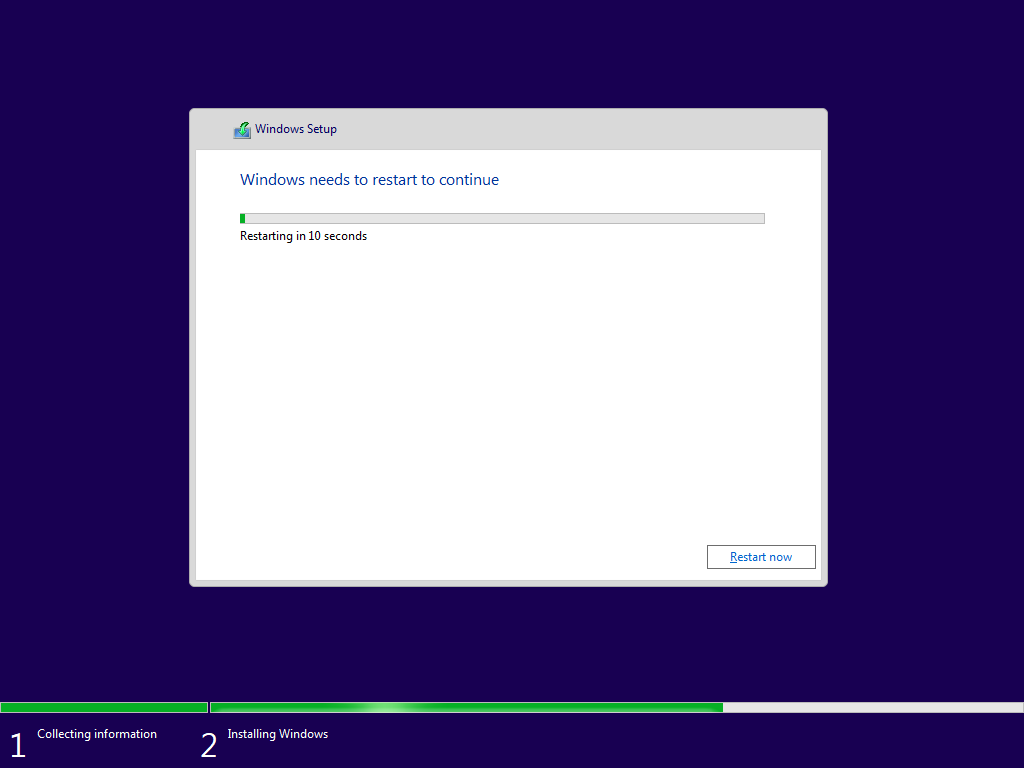 Windows Setup
Windows needs to restart to continue
Restarting in 10 seconds
Restart now
1 Collecting information
2 Installing Windows